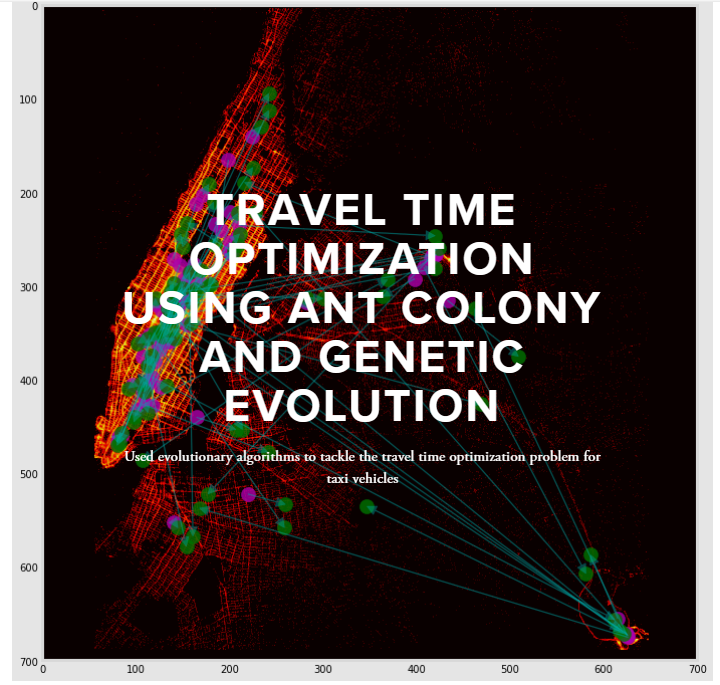 0
100
200
300
400
500
600
700
TRAVEL TIME
OPTIMIZATION
USING ANT COLONY
AND GENETIC
EVOLUTION
Used evolutionary algorithms to tackle the travel time optimization problem for
taxi vehicles
0 100 200 300 400 500 600 700